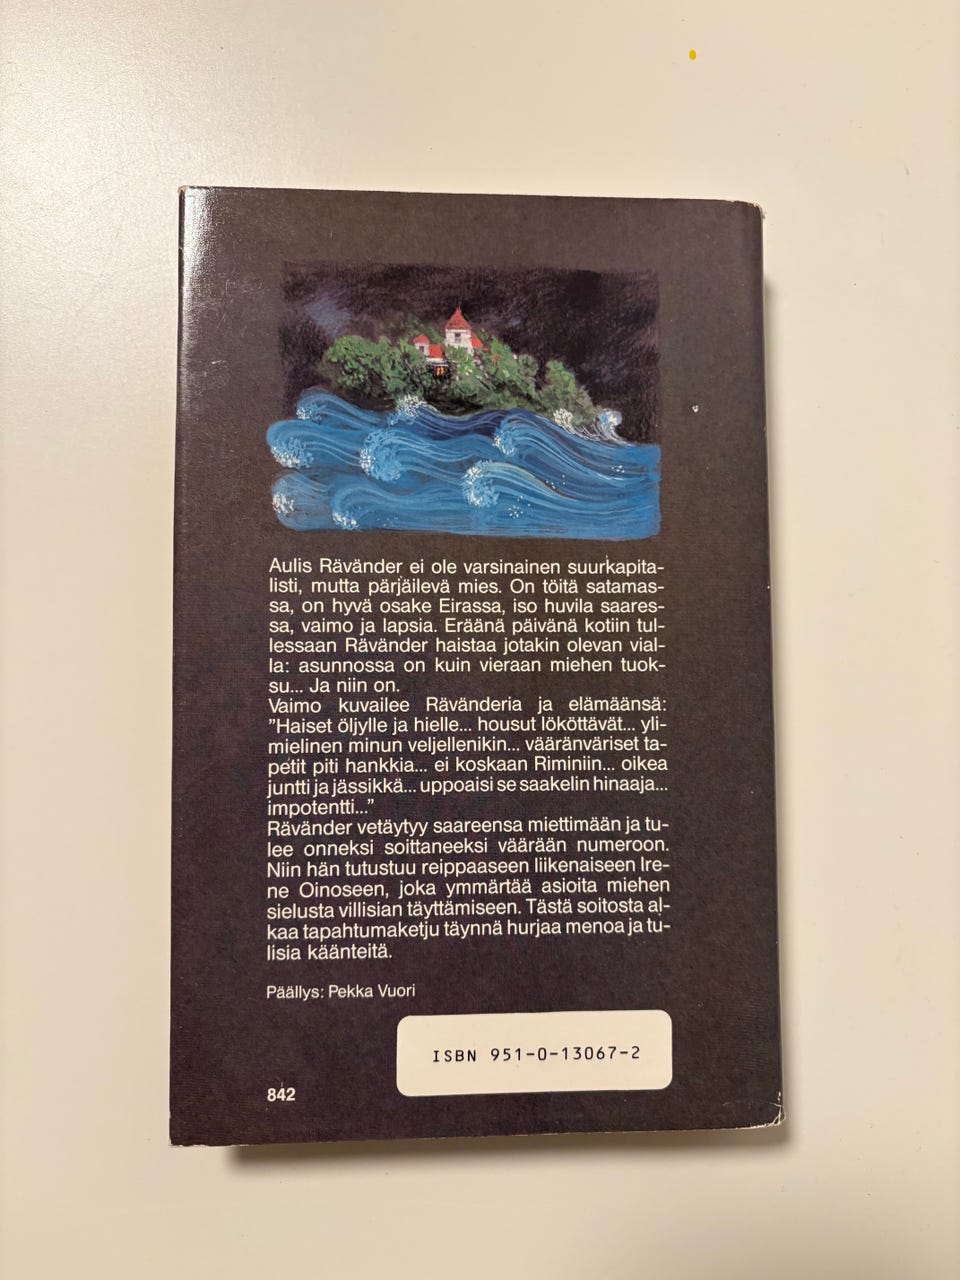 Aulis Rävänder ei ole varsinainen suurkapita-
listi, mutta pärjäilevä mies. On töitä satamas-
sa, on hyvä osake Eirassa, iso huvila saares-
sa, vaimo ja lapsia. Eräänä päivänä kotiin tul-
lessaan Rävänder haistaa jotakin olevan vial-
la: asunnossa on kuin vieraan miehen tuok-
su... Ja niin on.
Vaimo kuvailee Rävänderia ja elämäänsä:
”Haiset öljylle ja hielle... housut lököttävät... yli-
mielinen minun veljellenikin... vääränväriset ta-
petit piti hankkia... ei koskaan Riminiin... oikea
juntti ja jässikkä... uppoaisi se saakelin hinaaja...
impotentti...”
Rävänder vetäytyy saareensa miettimään ja tu-
lee onneksi soittaneeksi väärään numeroon.
Niin hän tutustuu reippaaseen liikenaiseen Ire-
ne Oinoseen, joka ymmärtää asioita miehen
sielusta villisian täyttämiseen. Tästä soitosta al-
kaa tapahtumaketju täynnä hurjaa menoa ja tu-
lisia käänteitä.
Päällys: Pekka Vuori
ISBN 951-0-13067-2
842